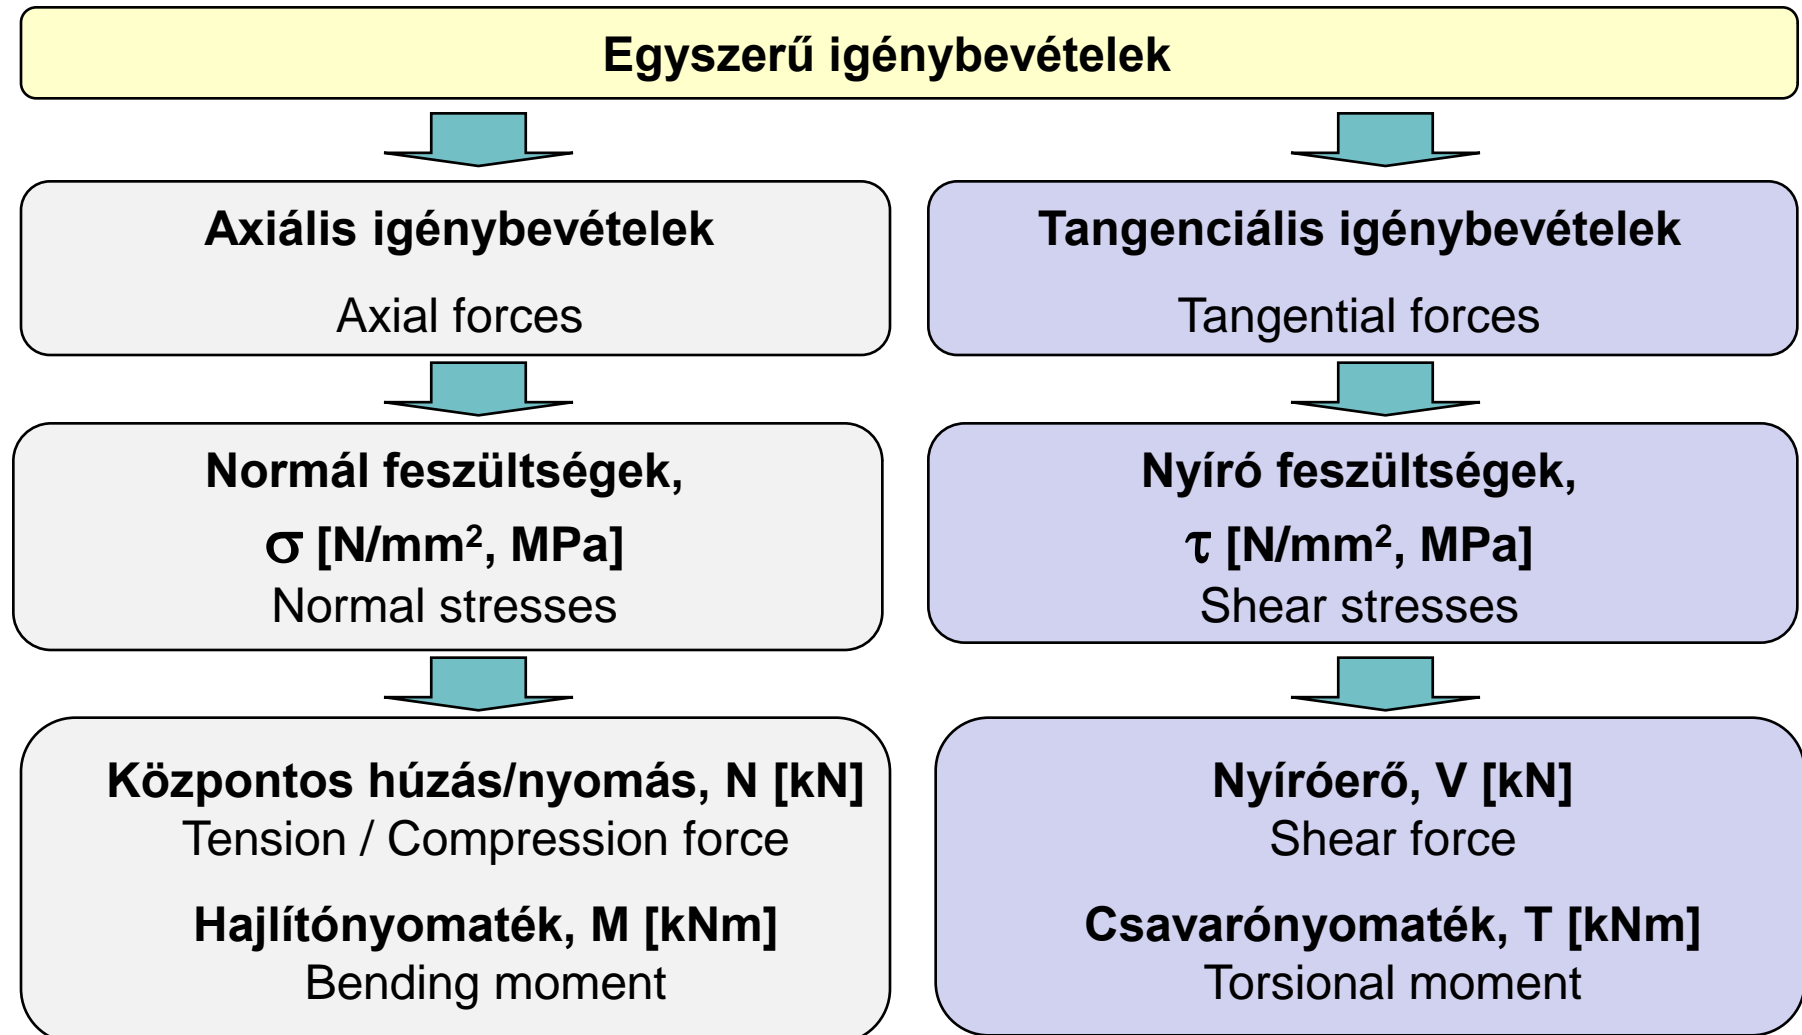 Egyszerű igénybevételek
Axiális igénybevételek
Axial forces
Tangenciális igénybevételek
Tangential forces
Normál feszültségek,
σ [N/mm², MPa]
Normal stresses
Nyíró feszültségek,
τ [N/mm², MPa]
Shear stresses
Központos húzás/nyomás, N [kN]
Tension / Compression force
Hajlítónyomaték, M [kNm]
Bending moment
Nyíróerő, V [kN]
Shear force
Csavarónyomaték, T [kNm]
Torsional moment